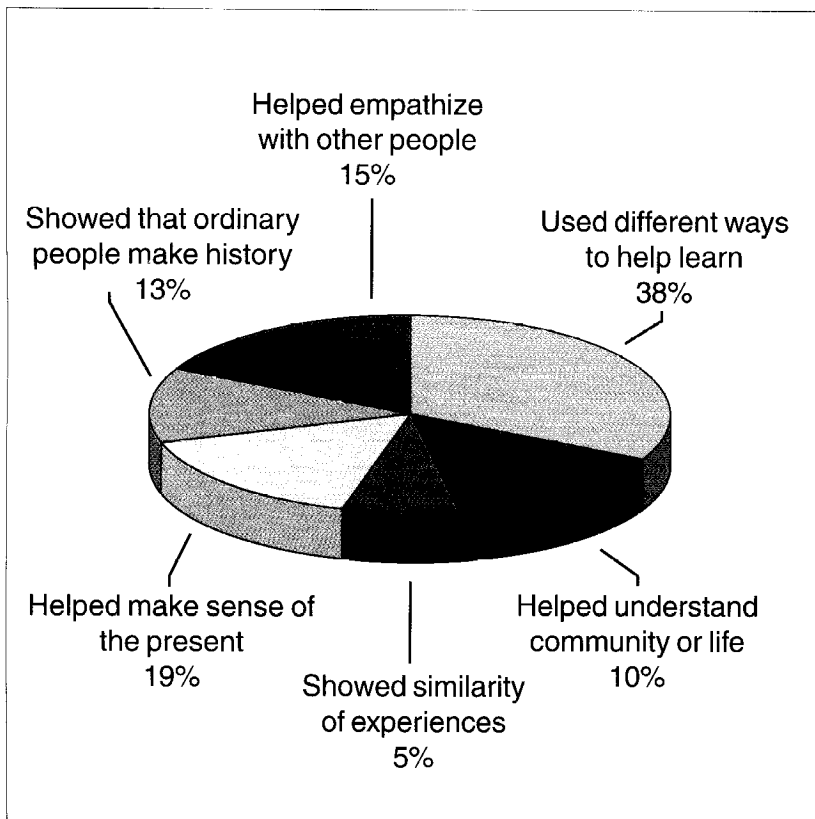 Helped empathize
with other people
15%
Showed that ordinary
people make history
13%
Used different ways
to help learn
38%
Helped make sense of
the present
19%
Showed similarity
of experiences
5%
Helped understand
community or life
10%